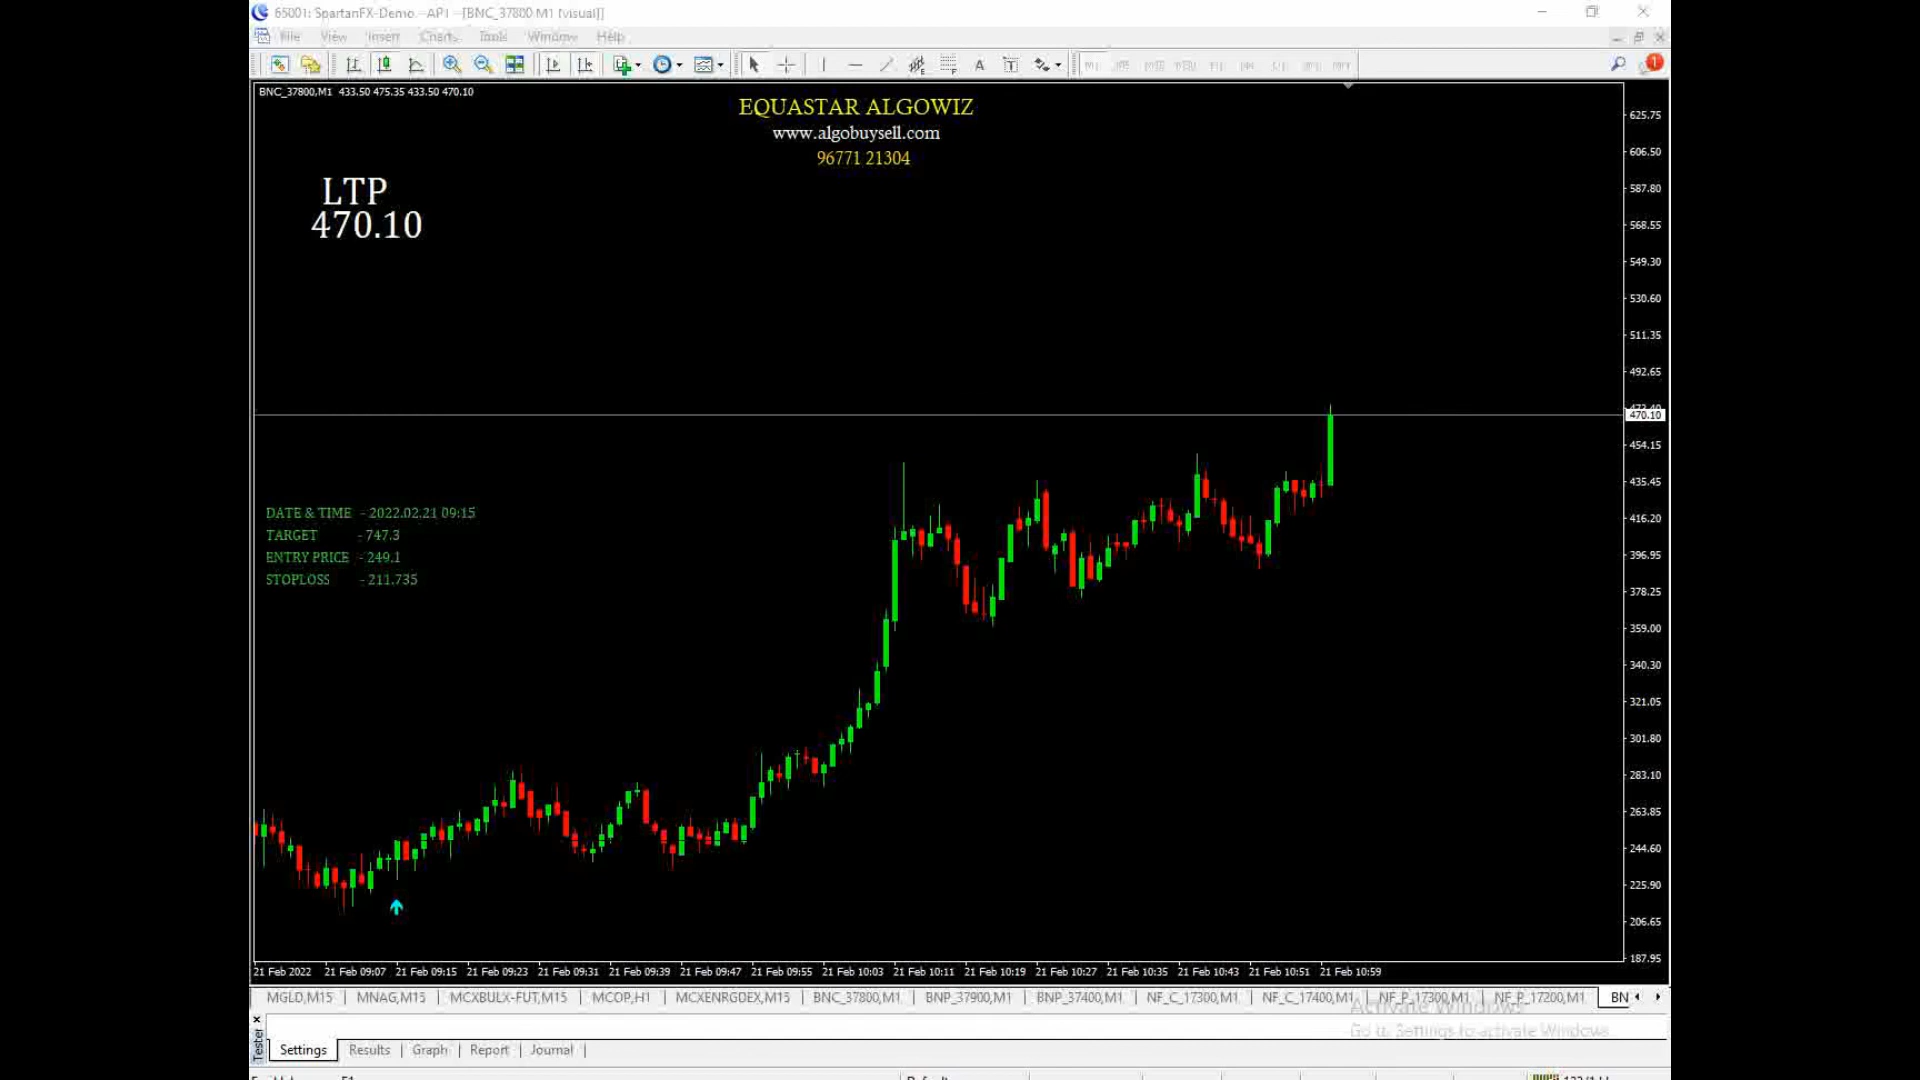 65001: SpartanFX-Demo - AP1 - [BNC_37800,M1 (visual)]
File View Insert Charts Tools Window Help
A T
1
BNC_37800,M1 433.50 475.35 433.50 470.10
EQUASTAR ALGOWIZ
www.algobuysell.com
96771 21304
LTP
470.10
DATE & TIME - 2022.02.21 09:15
TARGET - 747.3
ENTRY PRICE - 249.1
STOPLOSS - 211.735
625.75
606.50
587.80
568.55
549.30
530.60
511.35
492.65
470.10
454.15
435.45
416.20
396.95
378.25
359.00
340.30
321.05
301.80
283.10
263.85
244.60
225.90
206.65
187.95
21 Feb 2022 21 Feb 09:07 21 Feb 09:15 21 Feb 09:23 21 Feb 09:31 21 Feb 09:39 21 Feb 09:47 21 Feb 09:55 21 Feb 10:03 21 Feb 10:11 21 Feb 10:19 21 Feb 10:27 21 Feb 10:35 21 Feb 10:43 21 Feb 10:51 21 Feb 10:59
MGLD,M15 MNAG,M15 MCXBULX-FUT,M15 MCOP,H1 MCXENRGDEX,M15 BNC_37800,M1 BNP_37900,M1 BNP_37400,M1 NF_C_17300,M1 NF_C_17400,M1 NF_P_17300,M1 NF_P_17200,M1 BN
Activate Windows
Go to Settings to activate Windows.
Tester
Settings Results Graph Report Journal